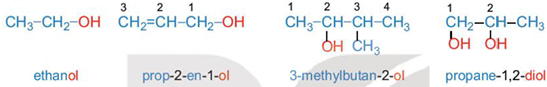 3 2 1
1 2 3 4
1 2
CH₃–CH₂–OH
CH₂=CH–CH₂–OH
CH₃–CH–CH–CH₃
CH₂–CH–CH₃
OH CH₃
OH OH
ethanol
prop-2-en-1-ol
3-methylbutan-2-ol
propane-1,2-diol